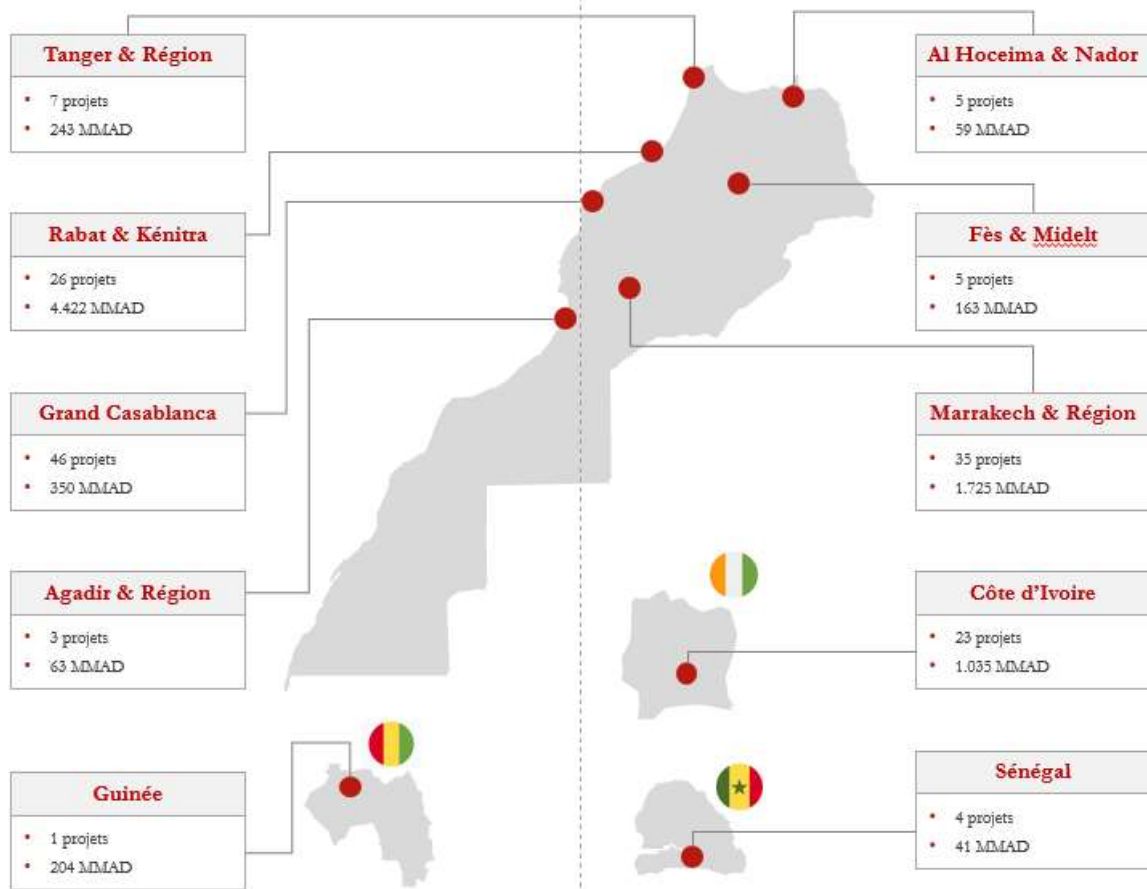 Tanger & Région
• 7 projets
• 243 MMAD
Rabat & Kénitra
• 26 projets
• 4.422 MMAD
Grand Casablanca
• 46 projets
• 350 MMAD
Agadir & Région
• 3 projets
• 63 MMAD
Guinée
• 1 projets
• 204 MMAD
Al Hoceima & Nador
• 5 projets
• 59 MMAD
Fès & Midelt
• 5 projets
• 163 MMAD
Marrakech & Région
• 35 projets
• 1.725 MMAD
Côte d’Ivoire
• 23 projets
• 1.035 MMAD
Sénégal
• 4 projets
• 41 MMAD